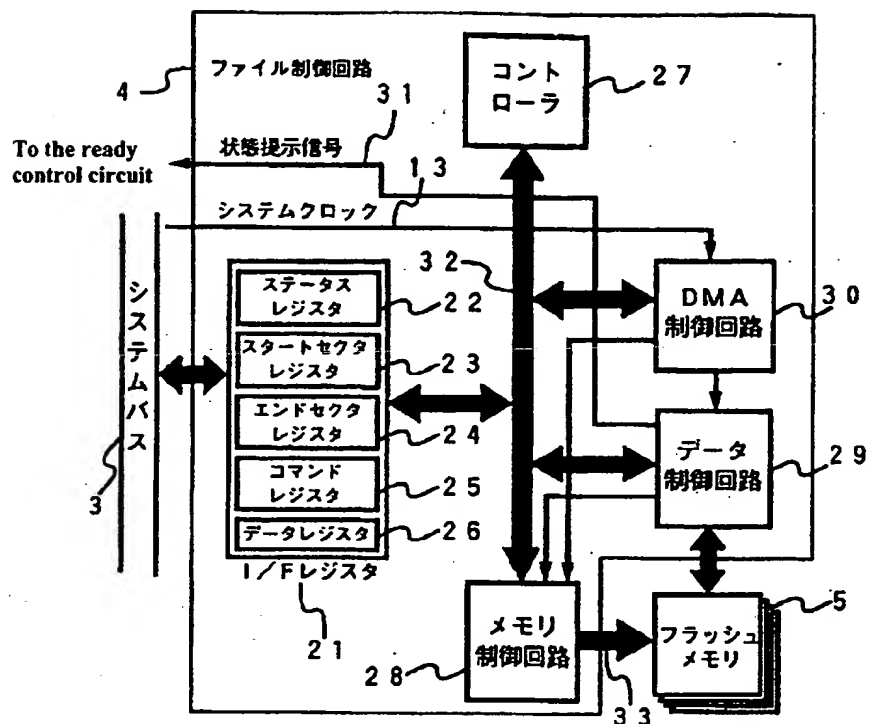 4
ファイル制御回路
コント
ローラ
27
31
To the ready
control circuit
状態提示信号
13
システムクロック
32
システムバス
3
ステータス
レジスタ
22
スタートセクタ
レジスタ
23
エンドセクタ
レジスタ
24
コマンド
レジスタ
25
データレジスタ
26
I/Fレジスタ
21
DMA
制御回路
30
データ
制御回路
29
メモリ
制御回路
28
33
フラッシュ
メモリ
5